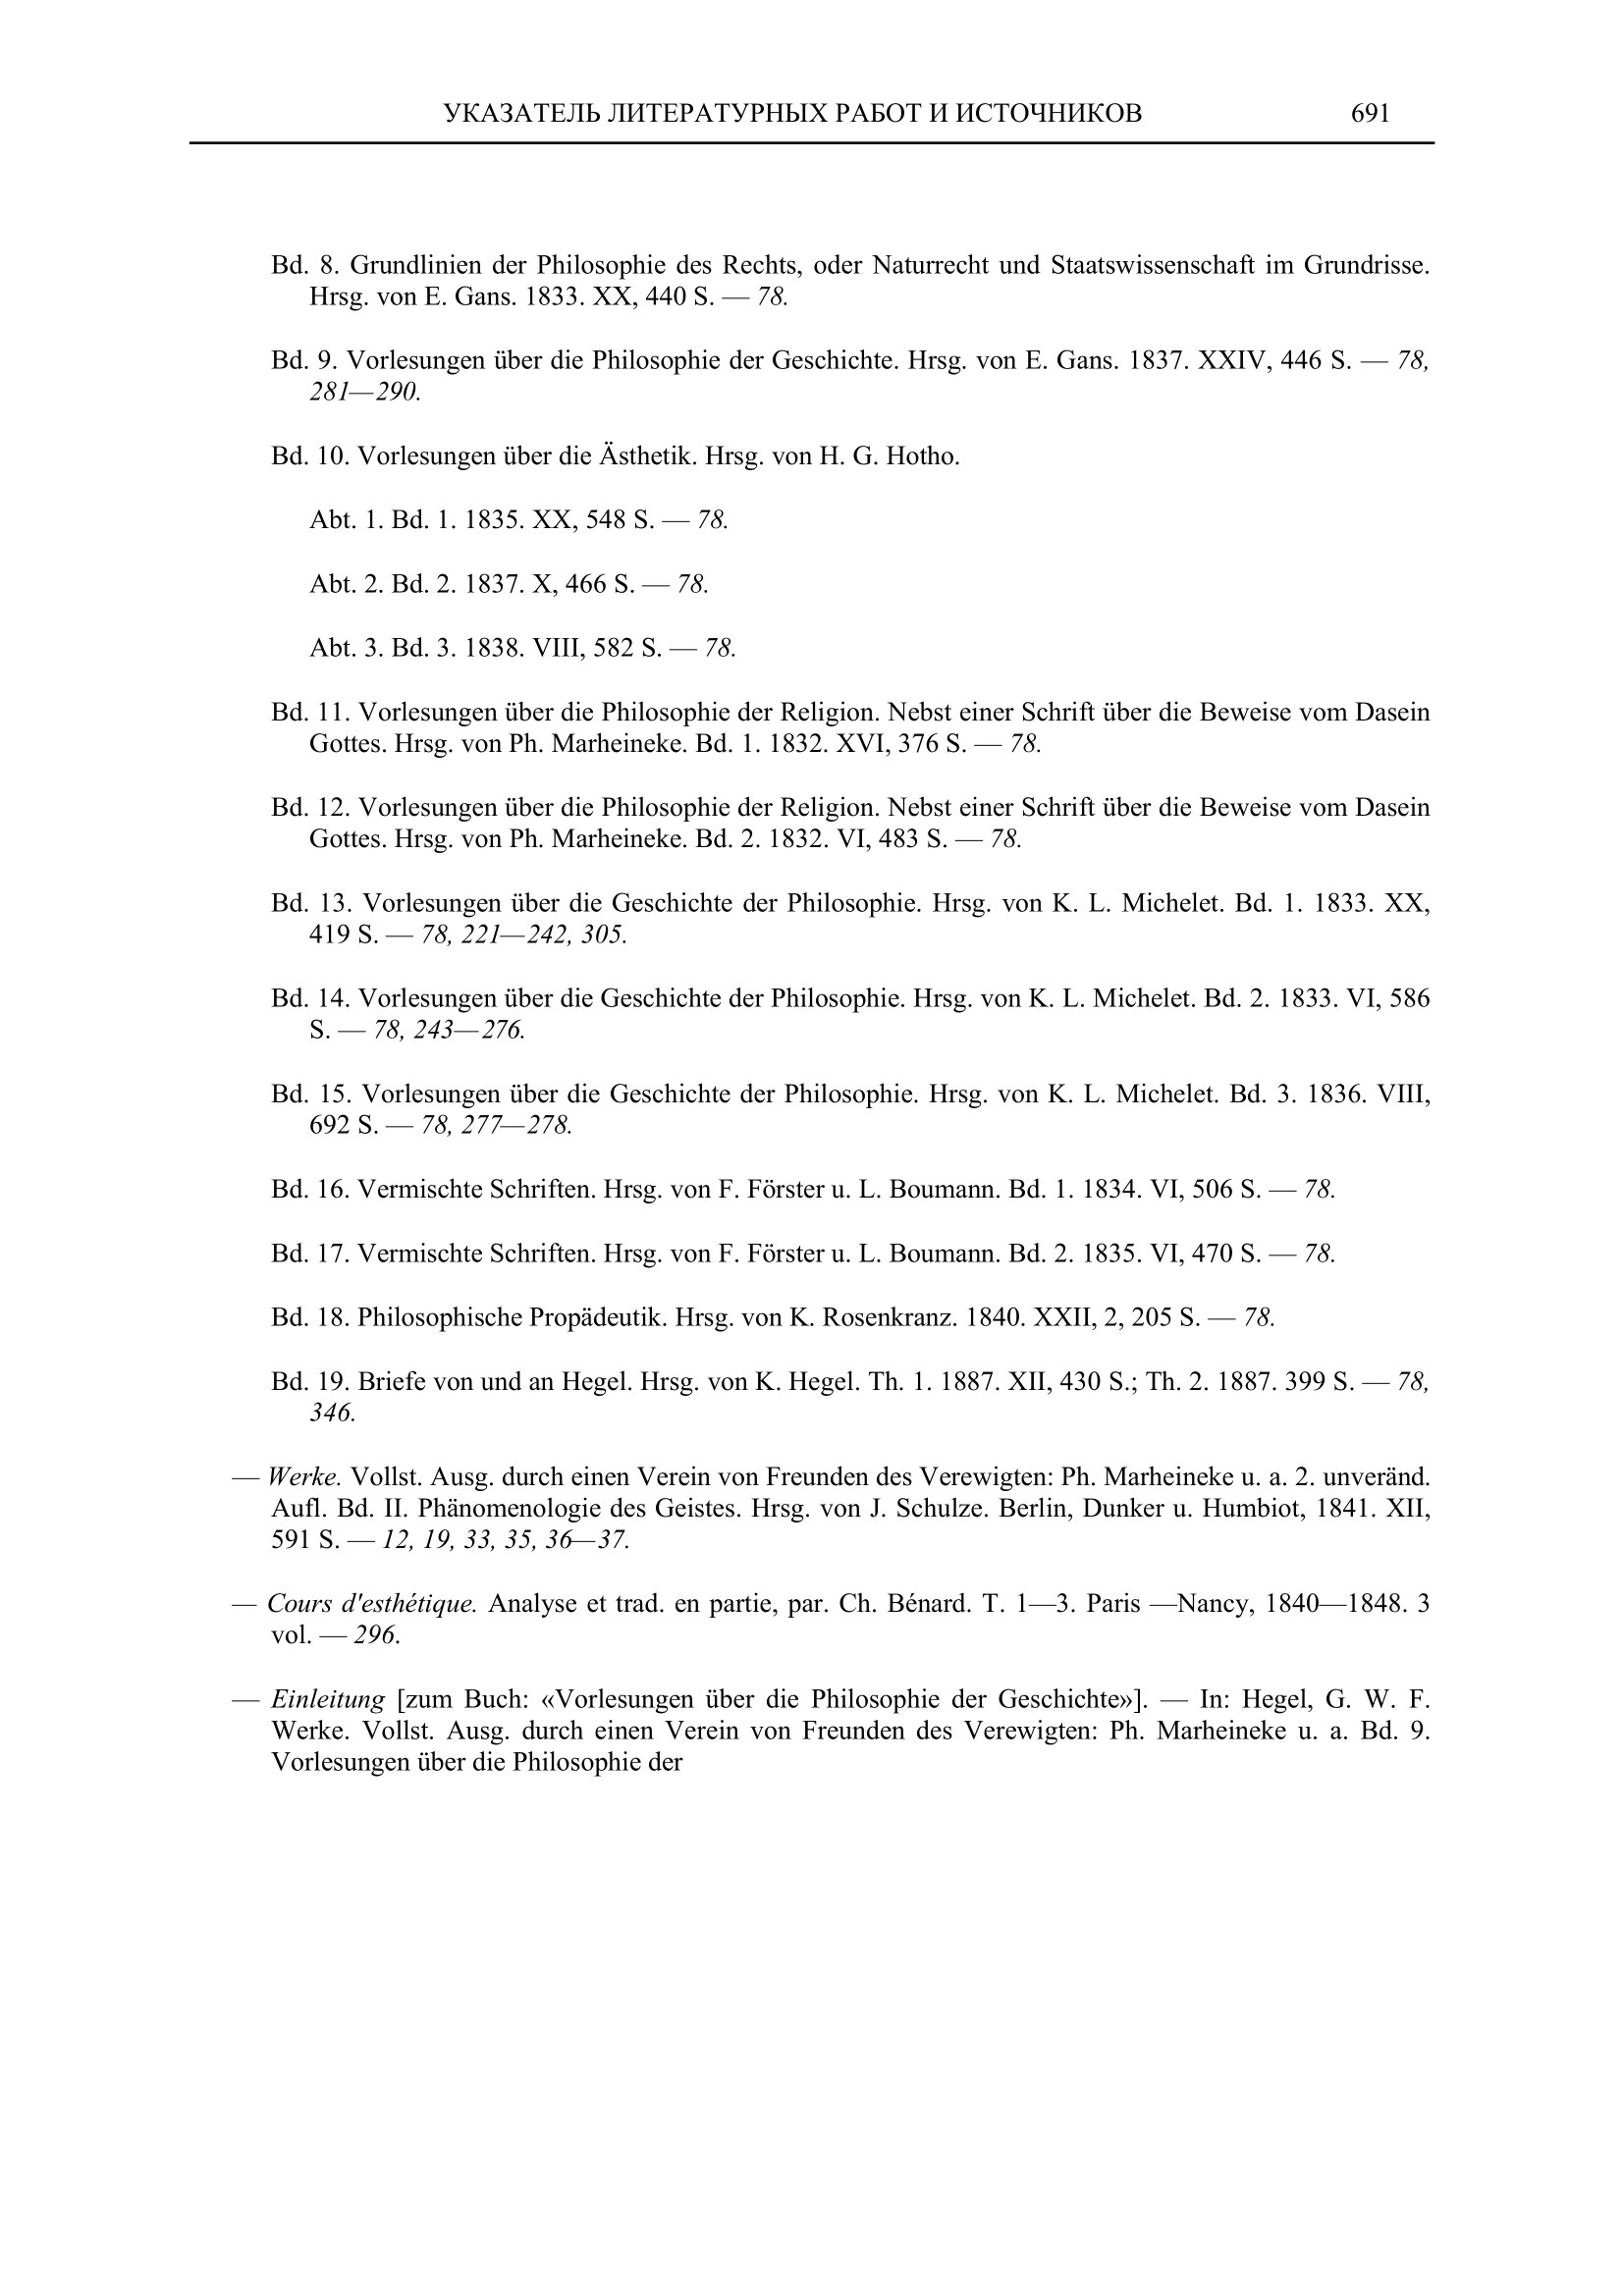 УКАЗАТЕЛЬ ЛИТЕРАТУРНЫХ РАБОТ И ИСТОЧНИКОВ 691
Bd. 8. Grundlinien der Philosophie des Rechts, oder Naturrecht und Staatswissenschaft im Grundrisse.
Hrsg. von E. Gans. 1833. XX, 440 S. — 78.
Bd. 9. Vorlesungen über die Philosophie der Geschichte. Hrsg. von E. Gans. 1837. XXIV, 446 S. — 78,
281—290.
Bd. 10. Vorlesungen über die Ästhetik. Hrsg. von H. G. Hotho.
Abt. 1. Bd. 1. 1835. XX, 548 S. — 78.
Abt. 2. Bd. 2. 1837. X, 466 S. — 78.
Abt. 3. Bd. 3. 1838. VIII, 582 S. — 78.
Bd. 11. Vorlesungen über die Philosophie der Religion. Nebst einer Schrift über die Beweise vom Dasein
Gottes. Hrsg. von Ph. Marheineke. Bd. 1. 1832. XVI, 376 S. — 78.
Bd. 12. Vorlesungen über die Philosophie der Religion. Nebst einer Schrift über die Beweise vom Dasein
Gottes. Hrsg. von Ph. Marheineke. Bd. 2. 1832. VI, 483 S. — 78.
Bd. 13. Vorlesungen über die Geschichte der Philosophie. Hrsg. von K. L. Michelet. Bd. 1. 1833. XX,
419 S. — 78, 221—242, 305.
Bd. 14. Vorlesungen über die Geschichte der Philosophie. Hrsg. von K. L. Michelet. Bd. 2. 1833. VI, 586
S. — 78, 243—276.
Bd. 15. Vorlesungen über die Geschichte der Philosophie. Hrsg. von K. L. Michelet. Bd. 3. 1836. VIII,
692 S. — 78, 277—278.
Bd. 16. Vermischte Schriften. Hrsg. von F. Förster u. L. Boumann. Bd. 1. 1834. VI, 506 S. — 78.
Bd. 17. Vermischte Schriften. Hrsg. von F. Förster u. L. Boumann. Bd. 2. 1835. VI, 470 S. — 78.
Bd. 18. Philosophische Propädeutik. Hrsg. von K. Rosenkranz. 1840. XXII, 2, 205 S. — 78.
Bd. 19. Briefe von und an Hegel. Hrsg. von K. Hegel. Th. 1. 1887. XII, 430 S.; Th. 2. 1887. 399 S. — 78,
346.
— Werke. Vollst. Ausg. durch einen Verein von Freunden des Verewigten: Ph. Marheineke u. a. 2. unveränd.
Aufl. Bd. II. Phänomenologie des Geistes. Hrsg. von J. Schulze. Berlin, Dunker u. Humbiot, 1841. XII,
591 S. — 12, 19, 33, 35, 36—37.
— Cours d'esthétique. Analyse et trad. en partie, par. Ch. Bénard. T. 1—3. Paris —Nancy, 1840—1848. 3
vol. — 296.
— Einleitung [zum Buch: «Vorlesungen über die Philosophie der Geschichte»]. — In: Hegel, G. W. F.
Werke. Vollst. Ausg. durch einen Verein von Freunden des Verewigten: Ph. Marheineke u. a. Bd. 9.
Vorlesungen über die Philosophie der